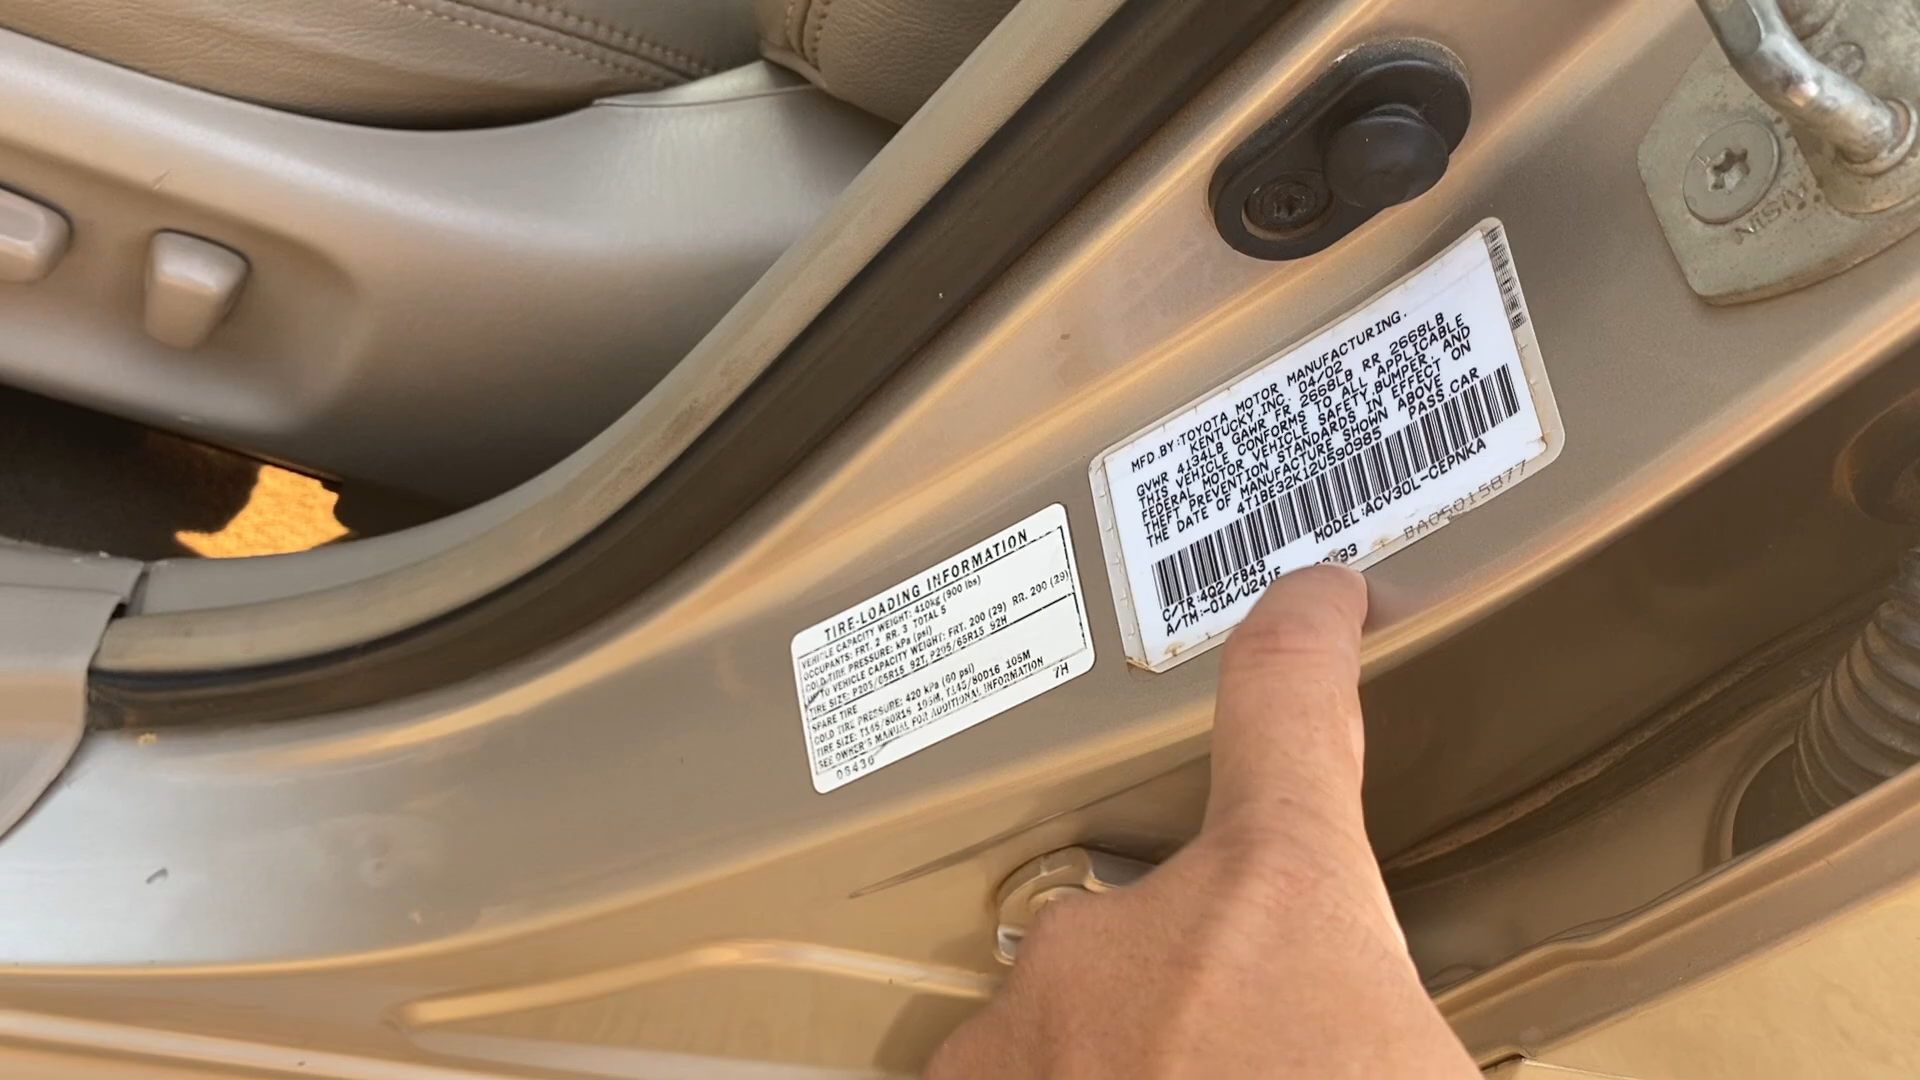 TIRE-LOADING INFORMATION
VEHICLE CAPACITY WEIGHT: 410kg (900 lbs)
OCCUPANTS: FRT. 2 RR. 3 TOTAL 5
COLD TIRE PRESSURE: kPa (psi)
UP TO VEHICLE CAPACITY WEIGHT: FRT. 200 (29) RR. 200 (29)
TIRE SIZE: P205/65R15 92T, P205/65R15 92H
SPARE TIRE
COLD TIRE PRESSURE: 420 kPa (60 psi)
TIRE SIZE: 105M, T145/80D16 105M
SEE OWNER'S MANUAL FOR ADDITIONAL INFORMATION
7H
MFD.BY:TOYOTA MOTOR MANUFACTURING,
KENTUCKY,INC. 04/02
GVWR 4134LB GAWR FR 2668LB RR 2668LB
THIS VEHICLE CONFORMS TO ALL APPLICABLE
FEDERAL MOTOR VEHICLE SAFETY,BUMPER, AND
THEFT PREVENTION STANDARDS IN EFFECT ON
THE DATE OF MANUFACTURE SHOWN ABOVE
4T1BE32K12U590985 PASS.CAR
MODEL:ACV30L-CEPNKA
C/TR:4Q2/FB43
A/TM:-01A/U241E
BA05015877
AISIN